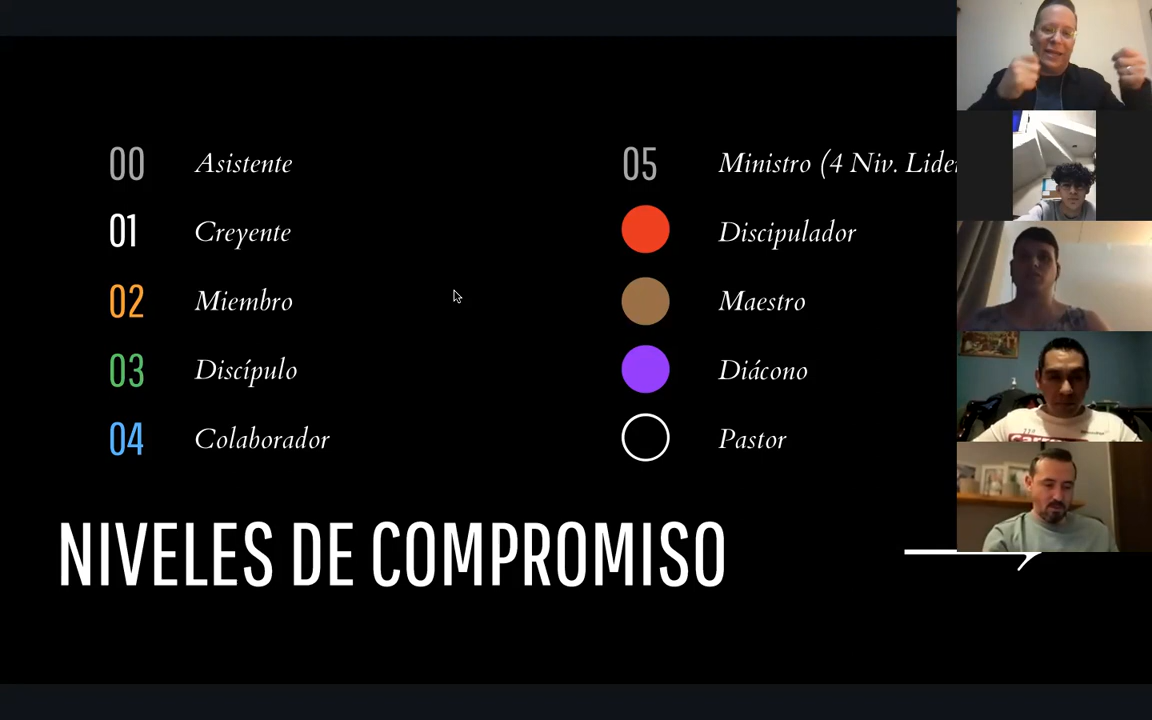 00 Asistente
01 Creyente
02 Miembro
03 Discípulo
04 Colaborador
05 Ministro (4 Niv.
Discipulador
Maestro
Diácono
Pastor
NIVELES DE COMPROMISO